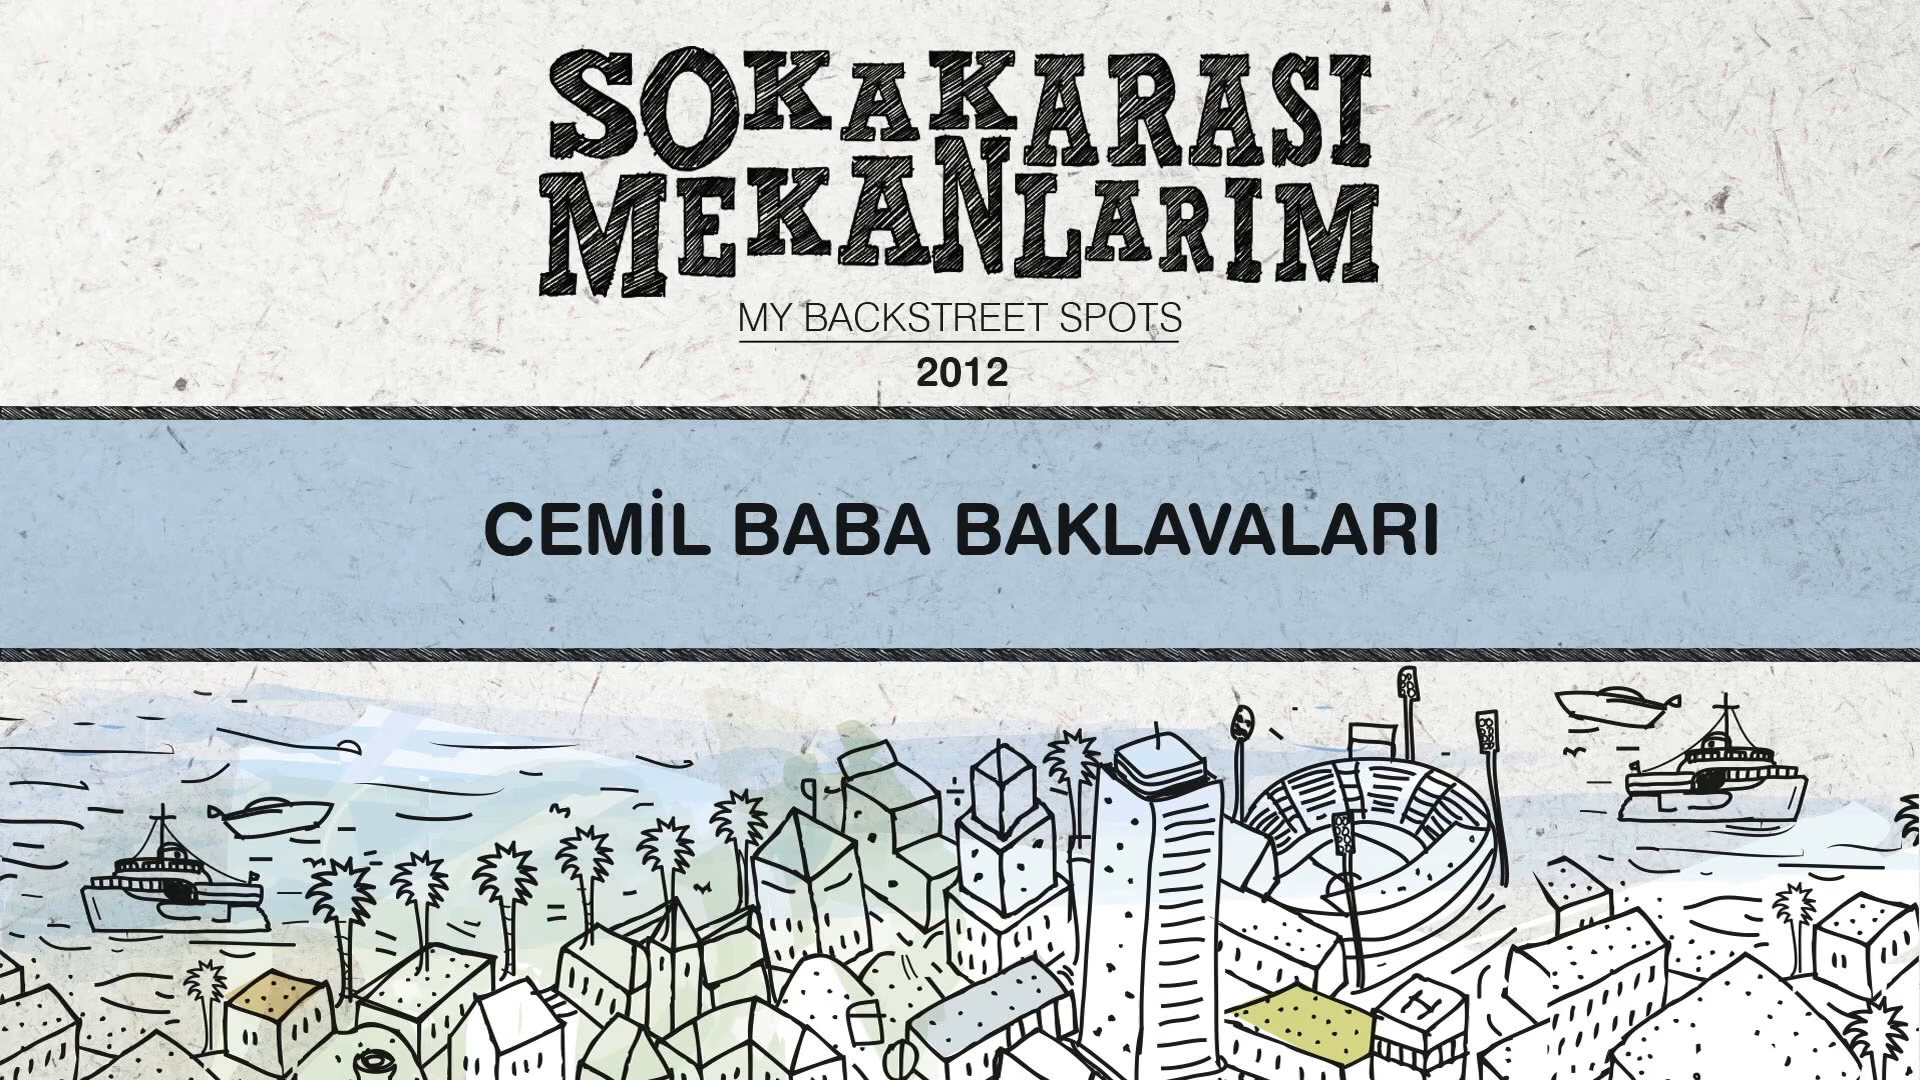 SOKAKARASI
MEKANLARIM
MY BACKSTREET SPOTS
2012
CEMİL BABA BAKLAVALARI
H